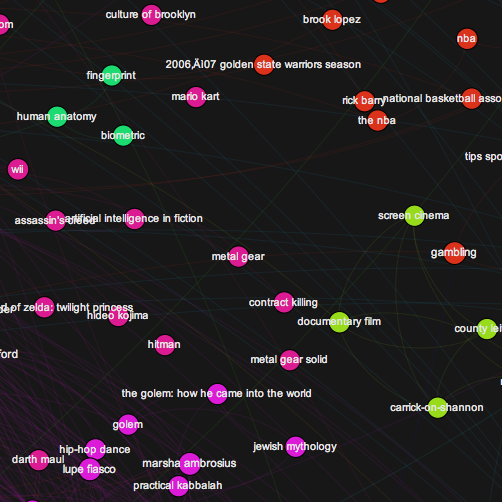 om
culture of brooklyn
brook lopez
nba
2006‚Äì07 golden state warriors season
fingerprint
mario kart
rick barry
national basketball asso
human anatomy
the nba
biometric
tips spo
wii
assassin's creed
artificial intelligence in fiction
screen cinema
metal gear
gambling
contract killing
d of zelda: twilight princess
hideo kojima
documentary film
county lei
hitman
ford
metal gear solid
the golem: how he came into the world
carrick-on-shannon
golem
hip-hop dance
jewish mythology
darth maul
lupe fiasco
marsha ambrosius
practical kabbalah